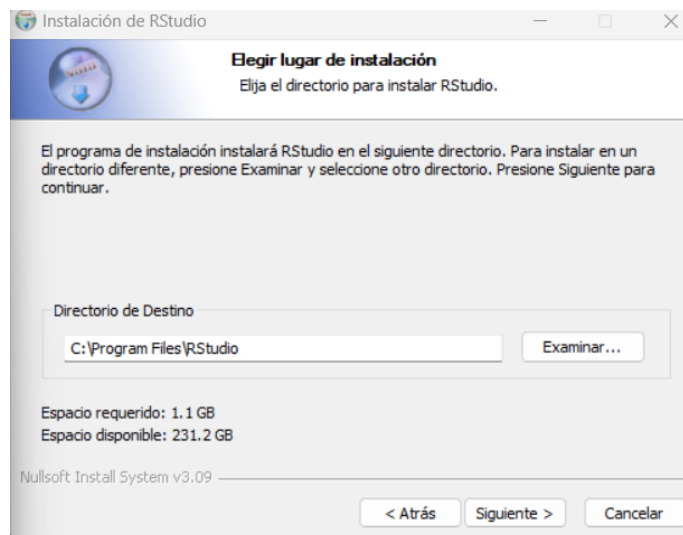 Instalación de RStudio
Elegir lugar de instalación
Elija el directorio para instalar RStudio.
El programa de instalación instalará RStudio en el siguiente directorio. Para instalar en un
directorio diferente, presione Examinar y seleccione otro directorio. Presione Siguiente para
continuar.
Directorio de Destino
C:\Program Files\RStudio
Examinar...
Espacio requerido: 1.1 GB
Espacio disponible: 231.2 GB
Nullsoft Install System v3.09
< Atrás
Siguiente >
Cancelar